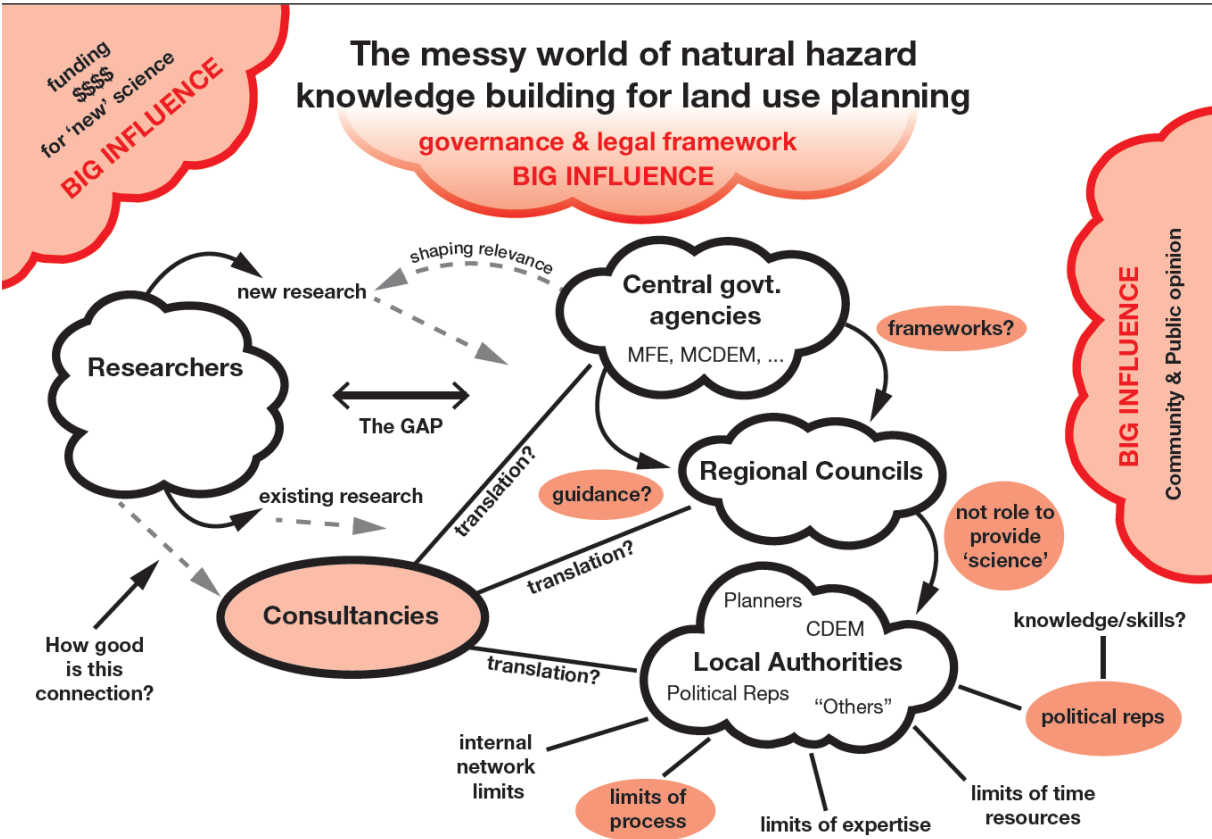 The messy world of natural hazard
knowledge building for land use planning
governance & legal framework
BIG INFLUENCE
funding
$$$$
for ‘new’ science
BIG INFLUENCE
BIG INFLUENCE
Community & Public opinion
shaping relevance
new research
Central govt.
agencies
MFE, MCDEM, ...
frameworks?
Researchers
The GAP
Regional Councils
existing research
guidance?
translation?
not role to
provide
‘science’
translation?
Consultancies
Planners
CDEM
Local Authorities
Political Reps
“Others”
How good
is this
connection?
translation?
knowledge/skills?
political reps
internal
network
limits
limits of
process
limits of expertise
limits of time
resources